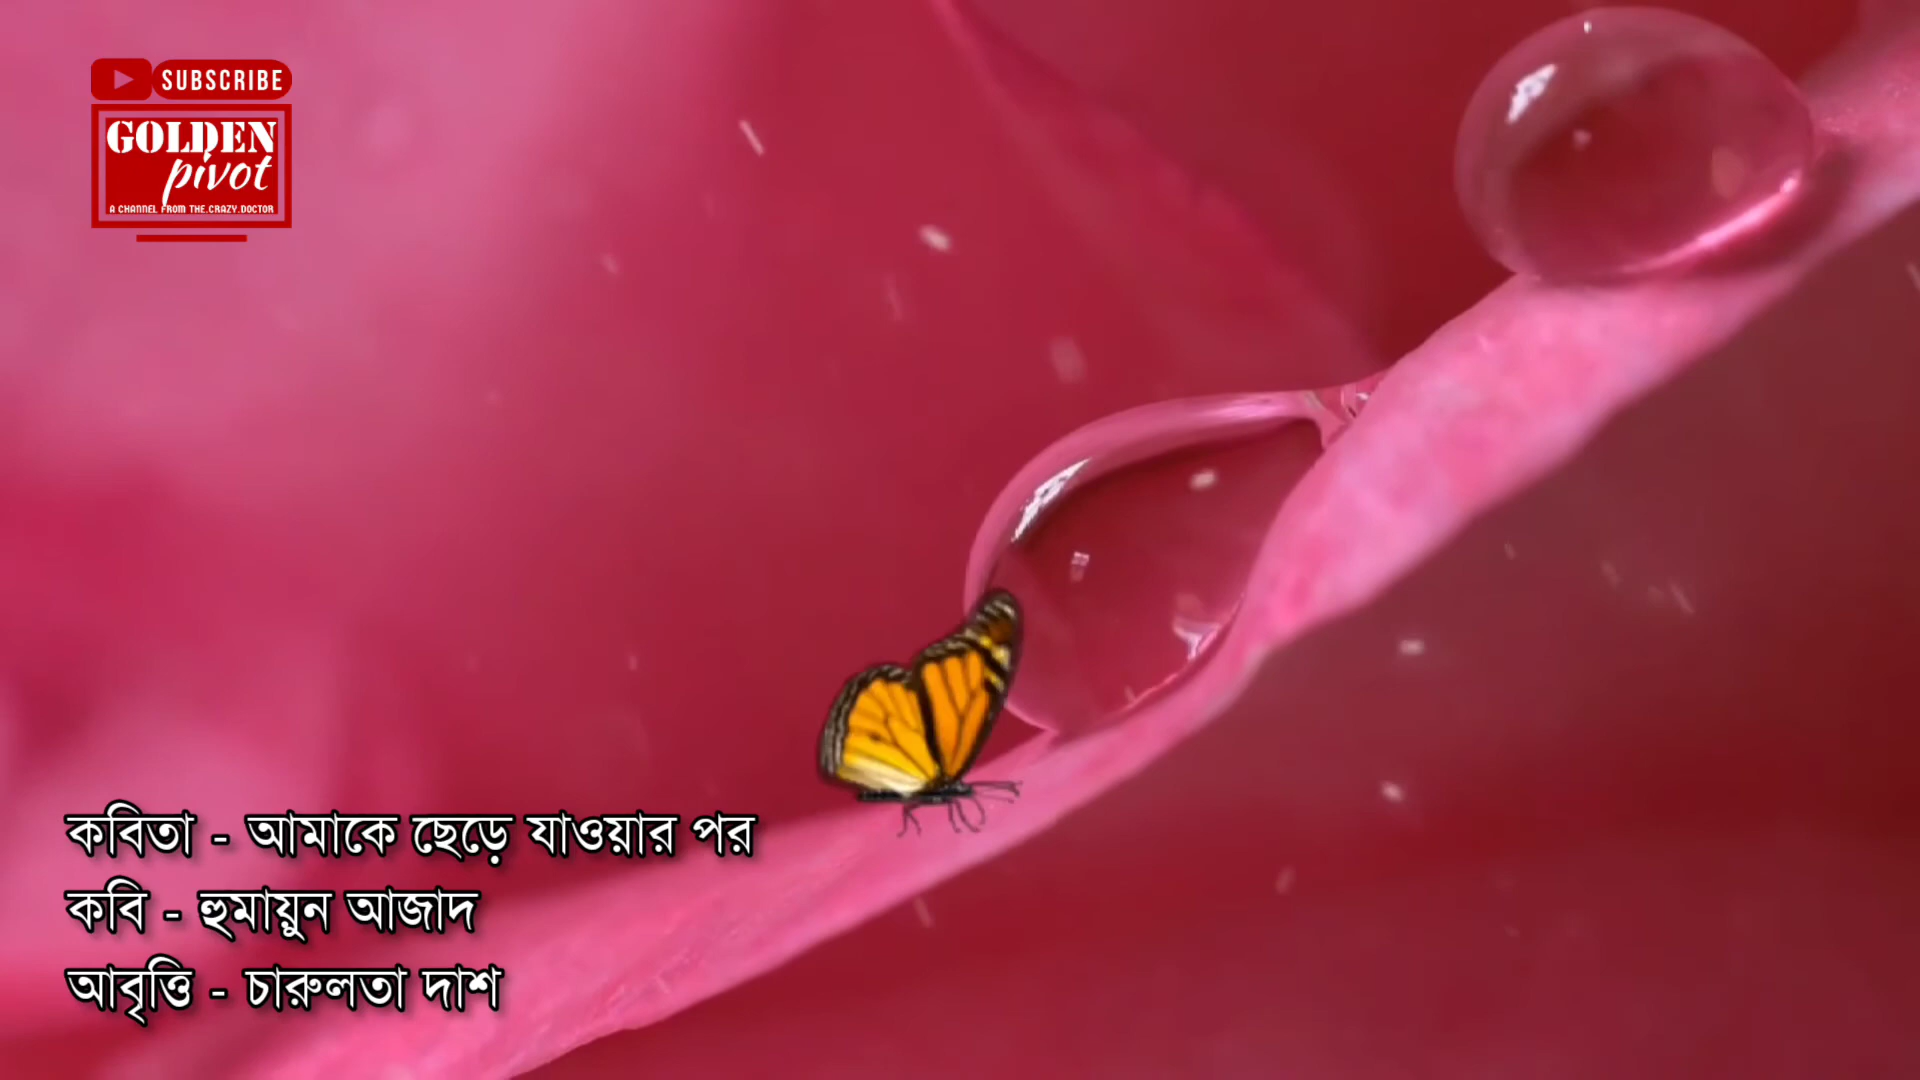 SUBSCRIBE
GOLDEN
pivot
A CHANNEL FROM THE.CRAZY.DOCTOR
কবিতা - আমাকে ছেড়ে যাওয়ার পর
কবি - হুমায়ুন আজাদ
আবৃত্তি - চারুলতা দাশ